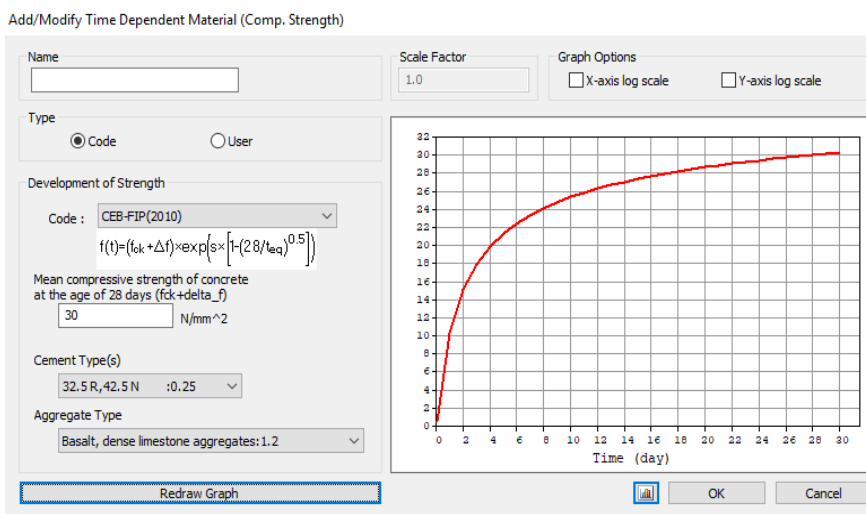 Add/Modify Time Dependent Material (Comp. Strength)
Name
Scale Factor
1.0
Graph Options
X-axis log scale
Y-axis log scale
Type
Code
User
Development of Strength
Code :
CEB-FIP(2010)
f(t)=(fck+Δf)×exp(s×[1-(28/teq)^0.5])
Mean compressive strength of concrete
at the age of 28 days (fck+delta_f)
30
N/mm^2
Cement Type(s)
32.5 R,42.5 N :0.25
Aggregate Type
Basalt, dense limestone aggregates:1.2
Redraw Graph
32
30
28
26
24
22
20
18
16
14
12
10
8
6
4
2
0
0 2 4 6 8 10 12 14 16 18 20 22 24 26 28 30
Time (day)
OK
Cancel